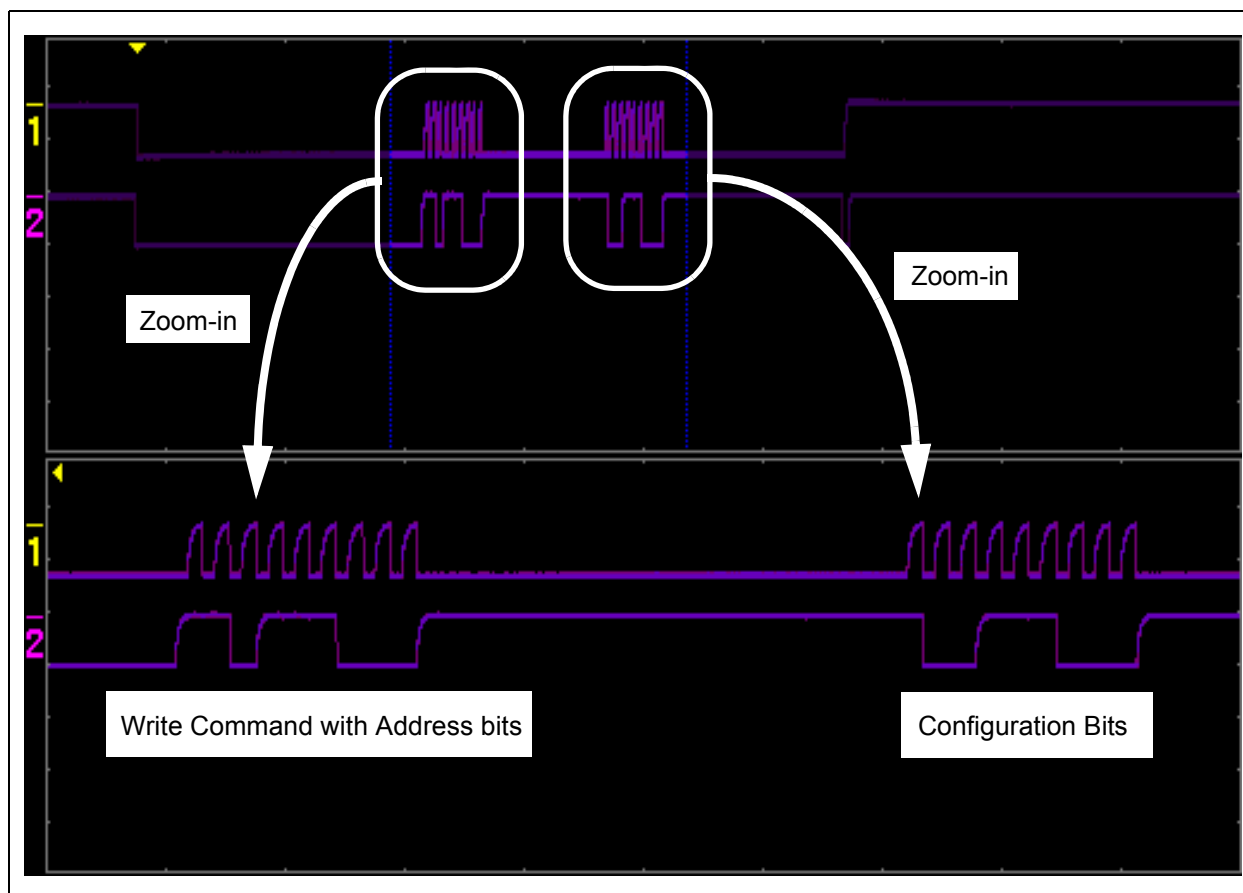 1
2
Zoom-in
Zoom-in
1
2
Write Command with Address bits
Configuration Bits